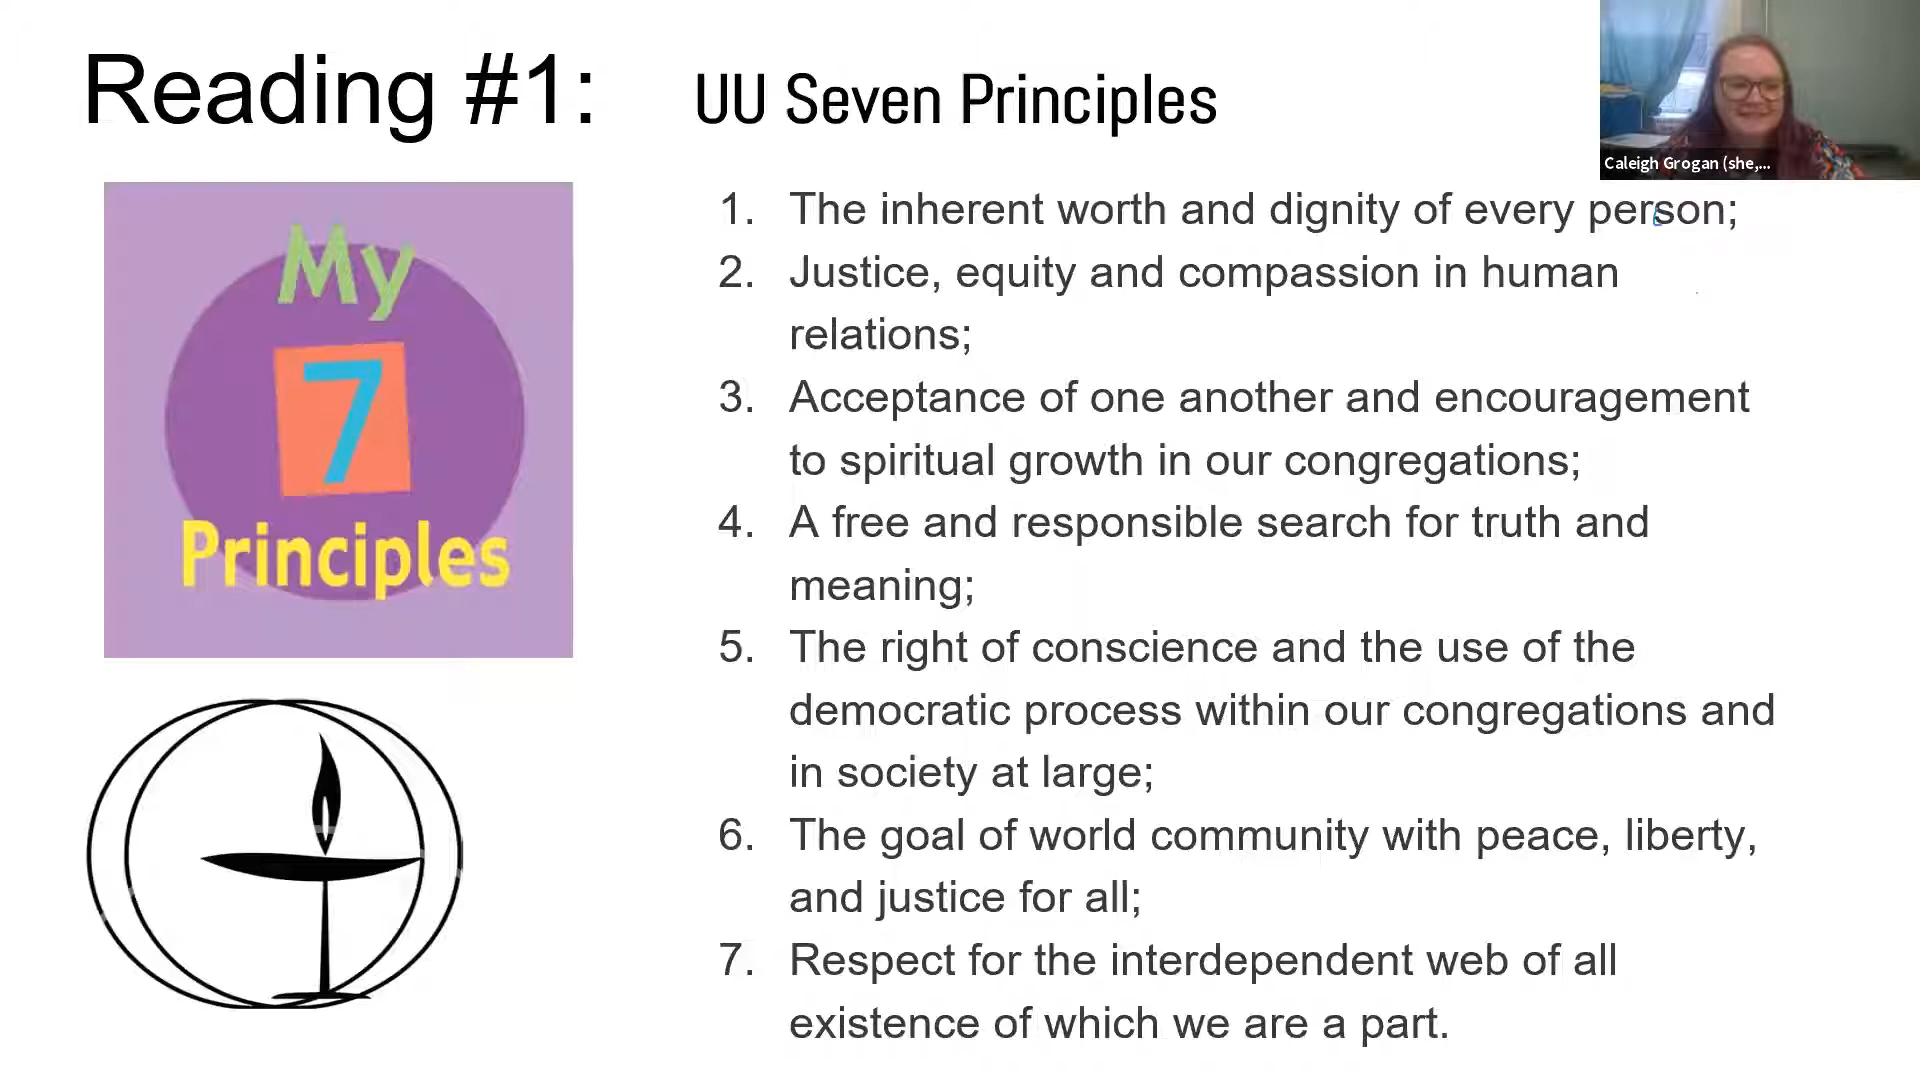 Reading #1:
UU Seven Principles
Caleigh Grogan (she,...
My
7
Principles
1. The inherent worth and dignity of every person;
2. Justice, equity and compassion in human
relations;
3. Acceptance of one another and encouragement
to spiritual growth in our congregations;
4. A free and responsible search for truth and
meaning;
5. The right of conscience and the use of the
democratic process within our congregations and
in society at large;
6. The goal of world community with peace, liberty,
and justice for all;
7. Respect for the interdependent web of all
existence of which we are a part.